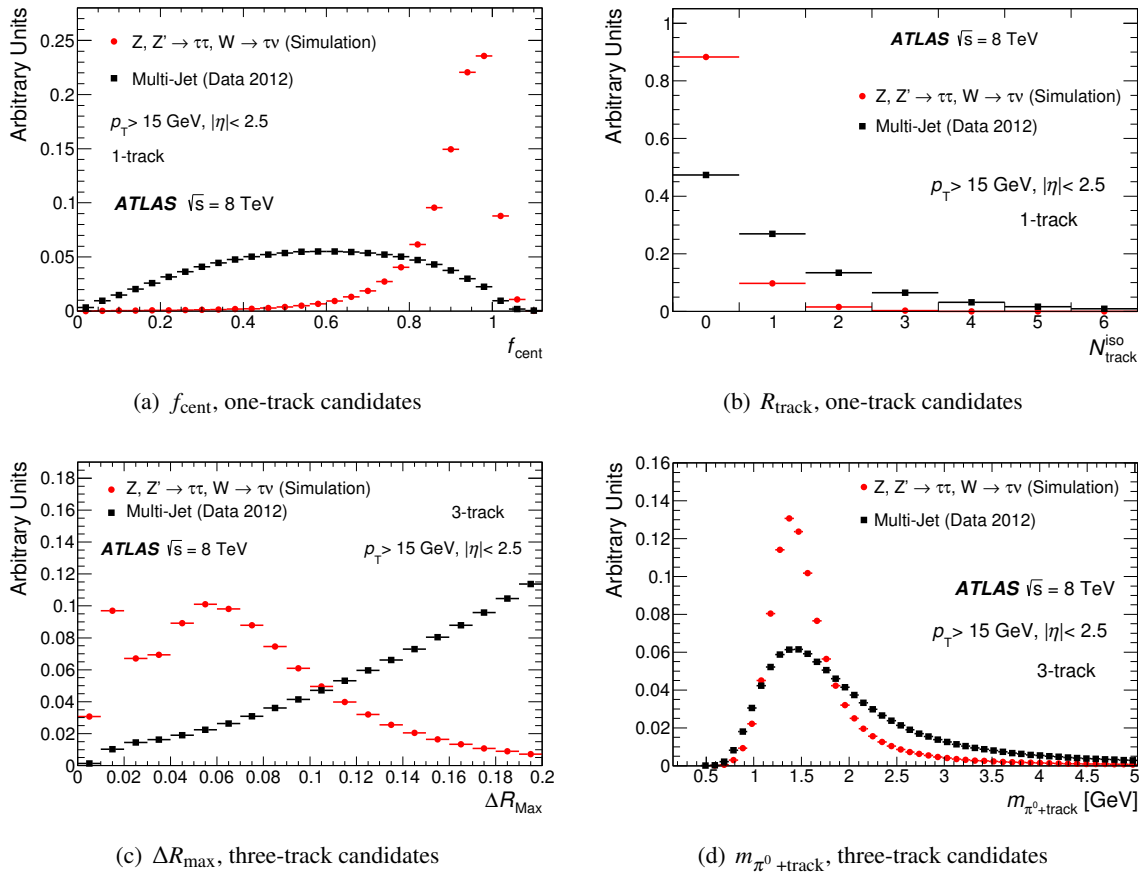 Arbitrary Units
0.25
0.2
0.15
0.1
0.05
0
Z, Z' → ττ, W → τν (Simulation)
Multi-Jet (Data 2012)
p_T> 15 GeV, |η|< 2.5
1-track
ATLAS √s = 8 TeV
0 0.2 0.4 0.6 0.8 1
f_cent
(a) f_cent, one-track candidates
Arbitrary Units
1
0.8
0.6
0.4
0.2
0
ATLAS √s = 8 TeV
Z, Z' → ττ, W → τν (Simulation)
Multi-Jet (Data 2012)
p_T> 15 GeV, |η|< 2.5
1-track
0 1 2 3 4 5 6
N^iso_track
(b) R_track, one-track candidates
Arbitrary Units
0.18
0.16
0.14
0.12
0.1
0.08
0.06
0.04
0.02
0
Z, Z' → ττ, W → τν (Simulation)
Multi-Jet (Data 2012)
3-track
ATLAS √s = 8 TeV
p_T> 15 GeV, |η|< 2.5
0 0.02 0.04 0.06 0.08 0.1 0.12 0.14 0.16 0.18 0.2
ΔR_Max
(c) ΔR_max, three-track candidates
Arbitrary Units
0.16
0.14
0.12
0.1
0.08
0.06
0.04
0.02
0
Z, Z' → ττ, W → τν (Simulation)
Multi-Jet (Data 2012)
ATLAS √s = 8 TeV
p_T> 15 GeV, |η|< 2.5
3-track
0.5 1 1.5 2 2.5 3 3.5 4 4.5 5
m_π⁰+track [GeV]
(d) m_π⁰ +track, three-track candidates